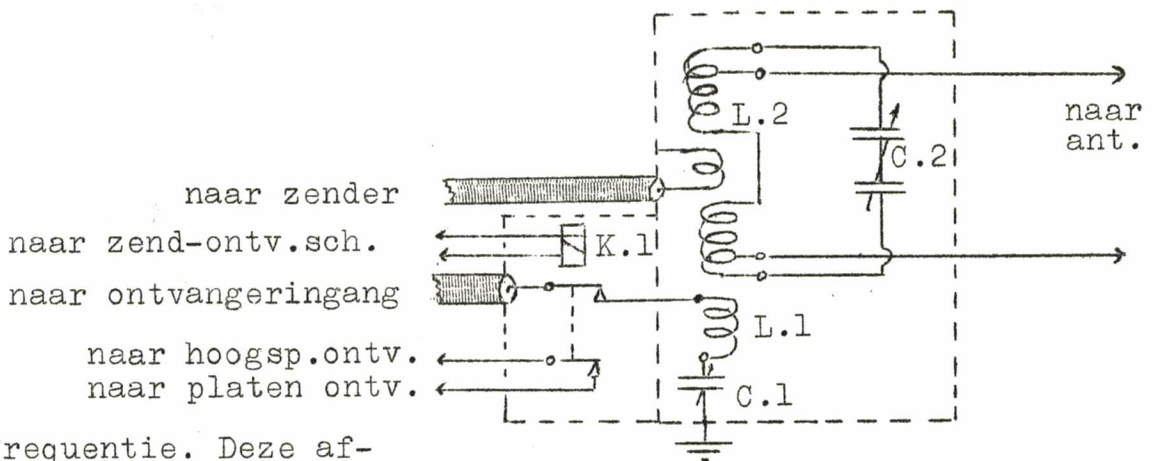 L.2
naar
ant.
C.2
naar zender
naar zend-ontv.sch.
K.1
naar ontvangeringang
L.1
naar hoogsp.ontv.
naar platen ontv.
C.1
requentie. Deze af-